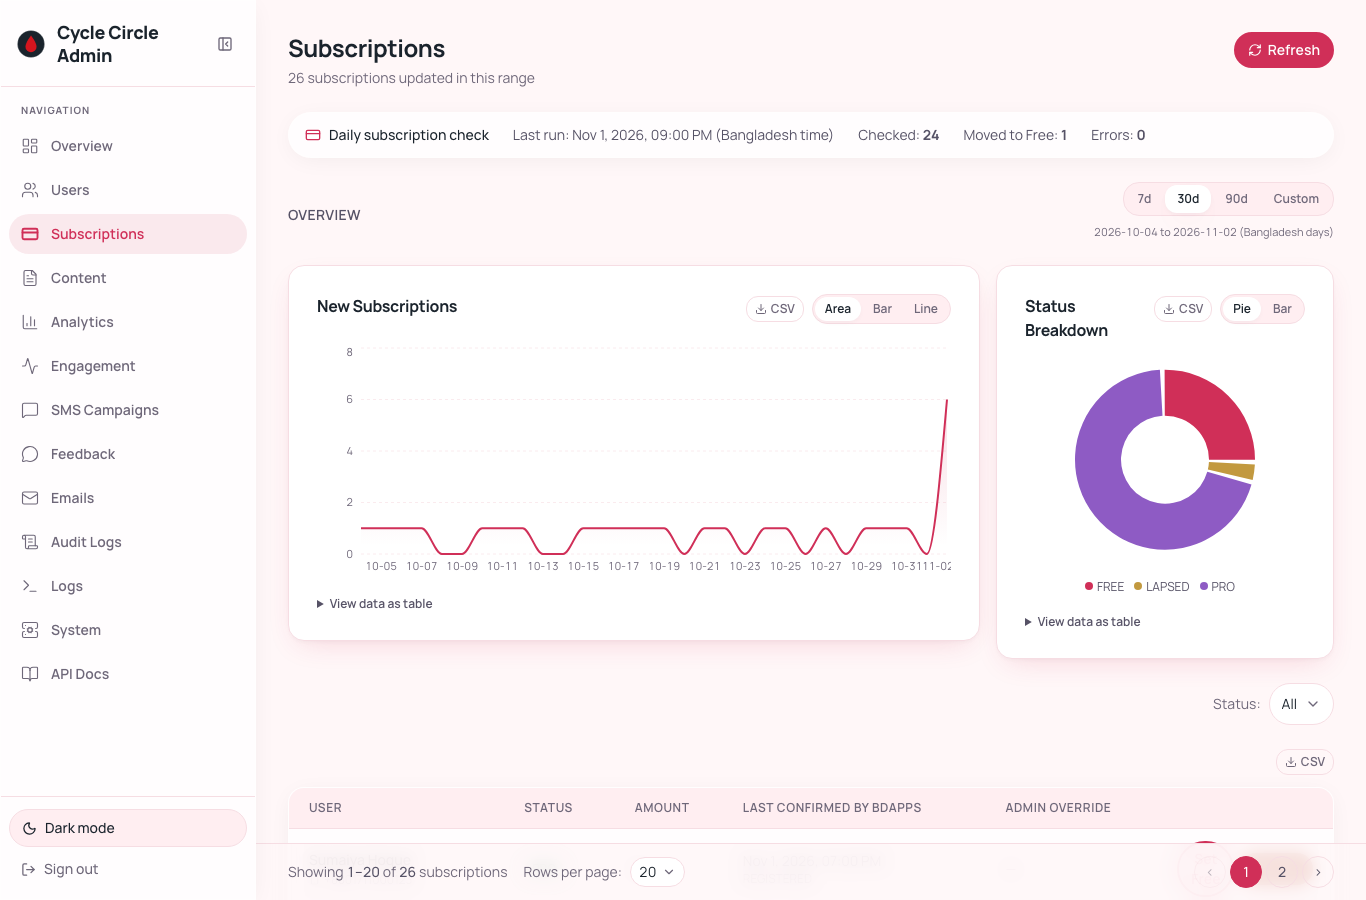 Cycle Circle
Admin
NAVIGATION
Overview
Users
Subscriptions
Content
Analytics
Engagement
SMS Campaigns
Feedback
Emails
Audit Logs
Logs
System
API Docs
Dark mode
Sign out
Subscriptions
26 subscriptions updated in this range
Refresh
Daily subscription check Last run: Nov 1, 2026, 09:00 PM (Bangladesh time) Checked: 24 Moved to Free: 1 Errors: 0
OVERVIEW
7d 30d 90d Custom
2026-10-04 to 2026-11-02 (Bangladesh days)
New Subscriptions
CSV Area Bar Line
8
6
4
2
0
10-05 10-07 10-09 10-11 10-13 10-15 10-17 10-19 10-21 10-23 10-25 10-27 10-29 10-31 11-02
View data as table
Status
Breakdown
CSV Pie Bar
FREE LAPSED PRO
View data as table
Status: All
CSV
USER STATUS AMOUNT LAST CONFIRMED BY BDAPPS ADMIN OVERRIDE
Showing 1–20 of 26 subscriptions Rows per page: 20
‹ 1 2 ›